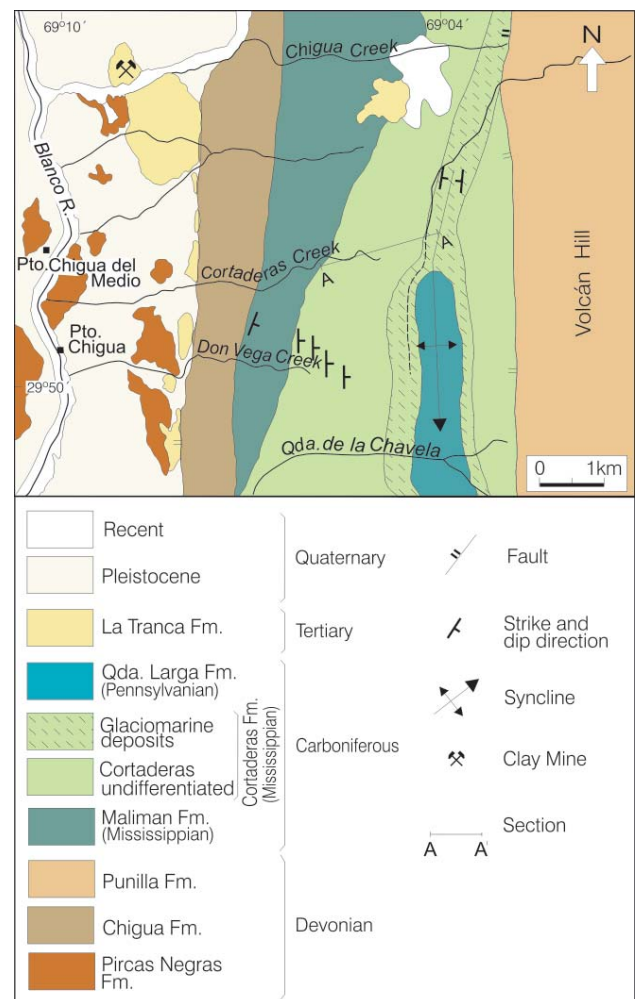 69°10´
69°04´
N
Chigua Creek
Blanco R.
Pto. Chigua del
Medio
Cortaderas Creek
A
A
Volcán Hill
Pto.
Chigua
Don Vega Creek
29°50´
Qda. de la Chavela
0 1km
Recent
Pleistocene
Quaternary
La Tranca Fm.
Tertiary
Qda. Larga Fm.
(Pennsylvanian)
Glaciomarine
deposits
Cortaderas
undifferentiated
Cortaderas Fm.
(Mississippian)
Maliman Fm.
(Mississippian)
Carboniferous
Punilla Fm.
Chigua Fm.
Pircas Negras
Fm.
Devonian
Fault
Strike and
dip direction
Syncline
Clay Mine
Section
A A'